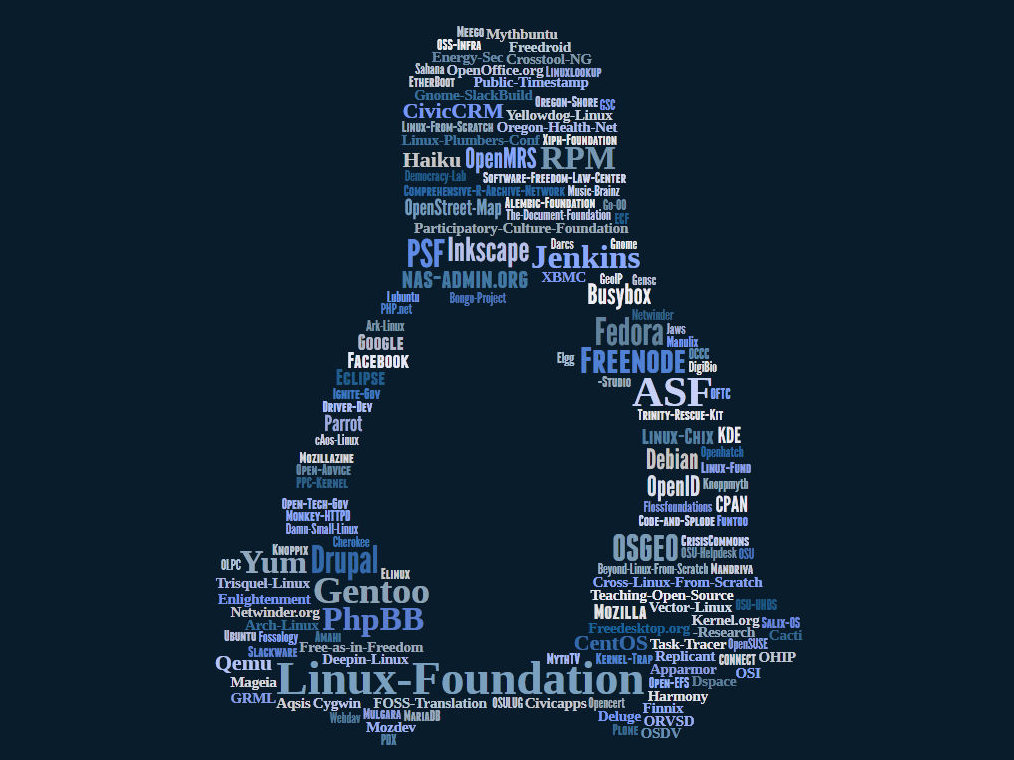 Meego Mythbuntu
OSS-Infra Freedroid
Energy-Sec Crosstool-NG
Sahana OpenOffice.org Linuxlookup
EtherBoot Public-Timestamp
Gnome-SlackBuild
Oregon-Shore GSC
CivicCRM Yellowdog-Linux
Linux-From-Scratch Oregon-Health-Net
Linux-Plumbers-Conf Xiph-Foundation
Haiku OpenMRS RPM
Democracy-Lab Software-Freedom-Law-Center
Comprehensive-R-Archive-Network Music-Brainz
OpenStreet-Map Alembic-Foundation Go-OO
The-Document-Foundation ECF
Participatory-Culture-Foundation
PSF Inkscape Darcs Gnome
Jenkins
nas-admin.org XBMC GeoIP Gensc
Lubuntu Bongo-Project Busybox
PHP.net
Netwinder
Ark-Linux Fedora Jaws
Google Manulix
Facebook Elgg Freenode OCCC
DigiBio
Eclipse -Studio
Ignite-Gov ASF OFTC
Driver-Dev Trinity-Rescue-Kit
Parrot
cAos-Linux Linux-Chix KDE
Mozillazine Debian Openhatch
Open-Advice Linux-Fund
PPC-Kernel OpenID Knoppmyth
Open-Tech-Gov Flossfoundations CPAN
Monkey-HTTPD Code-and-Splode Funtoo
Damn-Small-Linux
Cherokee OSGEO CrisisCommons
Knoppix OSU-Helpdesk OSU
OLPC Yum Drupal Beyond-Linux-From-Scratch Mandriva
Elinux
Trisquel-Linux Gentoo Cross-Linux-From-Scratch
Enlightenment Teaching-Open-Source
Netwinder.org PhpBB Mozilla Vector-Linux OSU-UNDS
Arch-Linux Kernel.org Salix-OS
Ubuntu Fossology Amahi Freedesktop.org -Research Cacti
Slackware Free-as-in-Freedom CentOS Task-Tracer OpenSUSE
Qemu Deepin-Linux MythTV Kernel-Trap Replicant Connect OHIP
Linux-Foundation Apparmor OSI
Mageia Open-EFS Dspace
GRML Aqsis Cygwin FOSS-Translation OSULUG Civicapps Opencert Harmony
Webdav Mulgara MariaDB Deluge Finnix
Mozdev ORVSD
Plone OSDV
POX